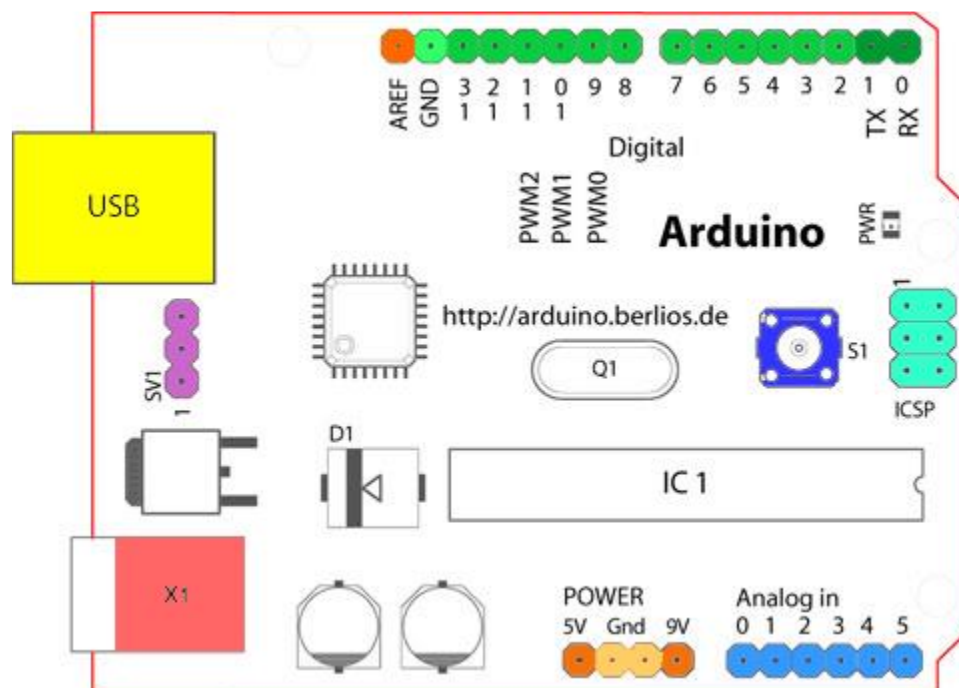 AREF GND 13 12 11 10 9 8 7 6 5 4 3 2 1 0
TX RX
Digital
USB
PWM2 PWM1 PWM0
Arduino
PWR
1
http://arduino.berlios.de
S1
Q1
SV1
1
ICSP
D1
IC 1
X1
POWER
5V Gnd 9V
Analog in
0 1 2 3 4 5